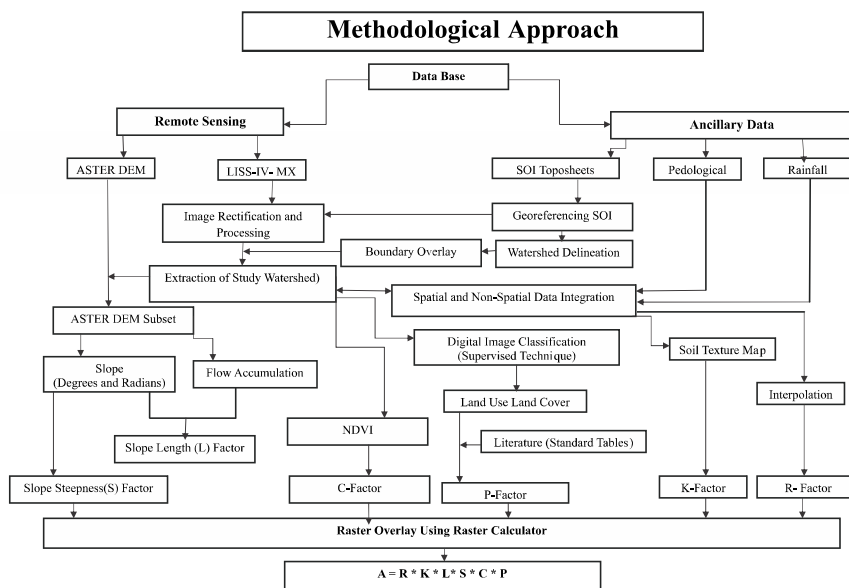 Methodological Approach
Data Base
Remote Sensing
Ancillary Data
ASTER DEM
LISS-IV- MX
SOI Toposheets
Pedological
Rainfall
Image Rectification and
Processing
Georeferencing SOI
Boundary Overlay
Watershed Delineation
Extraction of Study Watershed)
Spatial and Non-Spatial Data Integration
ASTER DEM Subset
Digital Image Classification
(Supervised Technique)
Soil Texture Map
Slope
(Degrees and Radians)
Flow Accumulation
Land Use Land Cover
Interpolation
NDVI
Slope Length (L) Factor
Literature (Standard Tables)
Slope Steepness(S) Factor
C-Factor
P-Factor
K-Factor
R- Factor
Raster Overlay Using Raster Calculator
A = R * K * L* S * C * P